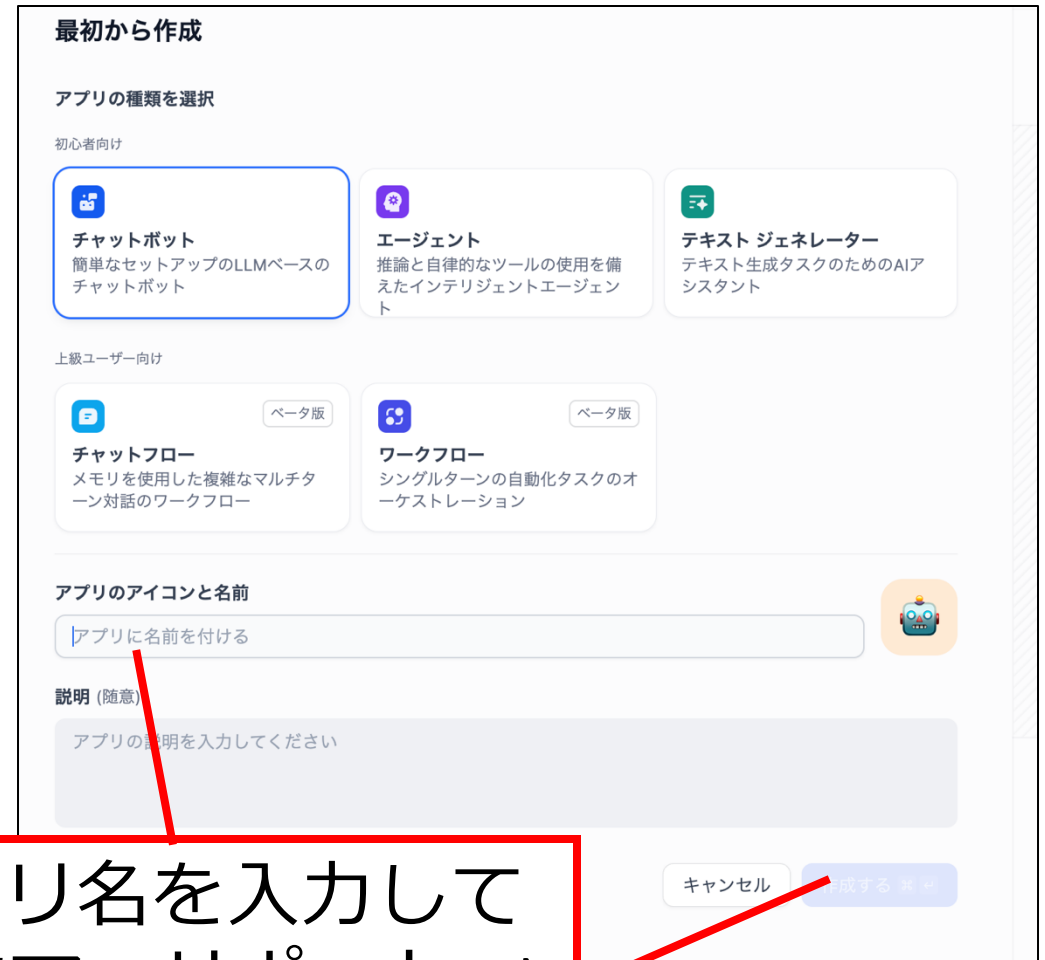 最初から作成
アプリの種類を選択
初心者向け
チャットボット
簡単なセットアップのLLMベースの
チャットボット
エージェント
推論と自律的なツールの使用を備
えたインテリジェントエージェン
ト
テキスト ジェネレーター
テキスト生成タスクのためのAIア
シスタント
上級ユーザー向け
ベータ版
チャットフロー
メモリを使用した複雑なマルチタ
ーン対話のワークフロー
ベータ版
ワークフロー
シングルターンの自動化タスクのオ
ーケストレーション
アプリのアイコンと名前
アプリに名前を付ける
説明 (随意)
アプリの説明を入力してください
キャンセル
作成する ⌘ ↵
リ名を入力して